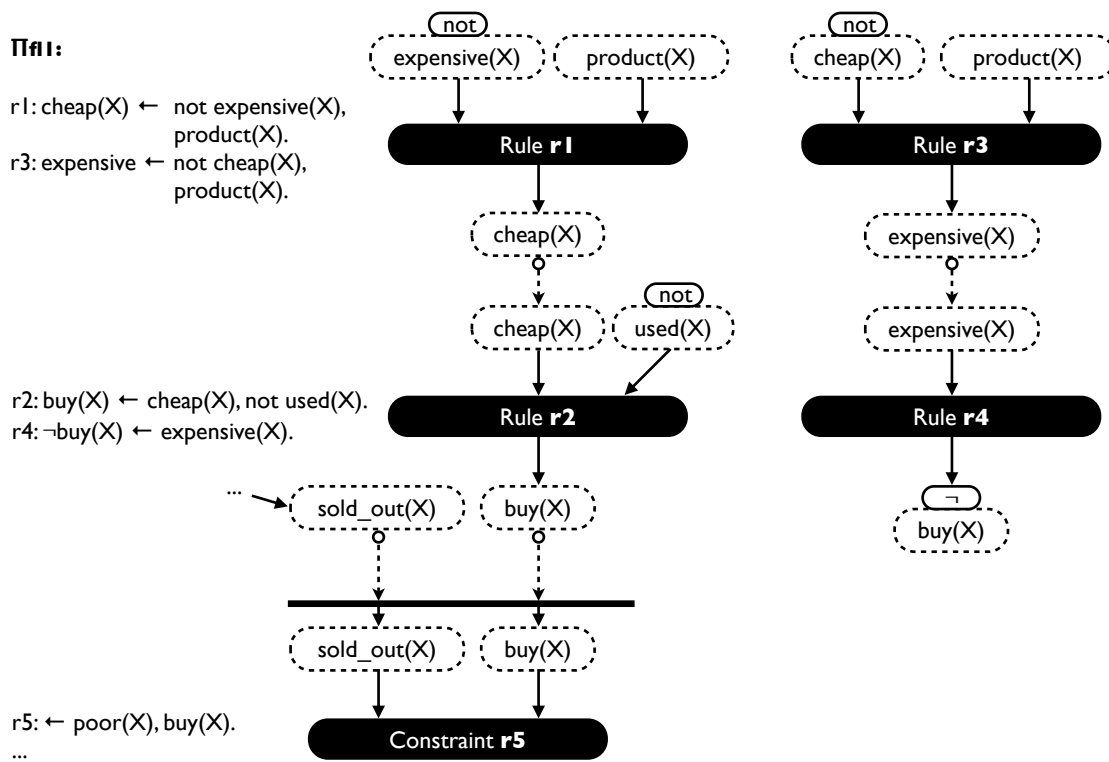 Πfl1:
r1: cheap(X) ← not expensive(X),
product(X).
r3: expensive ← not cheap(X),
product(X).
not
expensive(X)
product(X)
not
cheap(X)
product(X)
Rule r1
Rule r3
cheap(X)
expensive(X)
cheap(X)
not
used(X)
expensive(X)
r2: buy(X) ← cheap(X), not used(X).
r4: ¬buy(X) ← expensive(X).
Rule r2
Rule r4
...
sold_out(X)
buy(X)
¬
buy(X)
sold_out(X)
buy(X)
r5: ← poor(X), buy(X).
...
Constraint r5